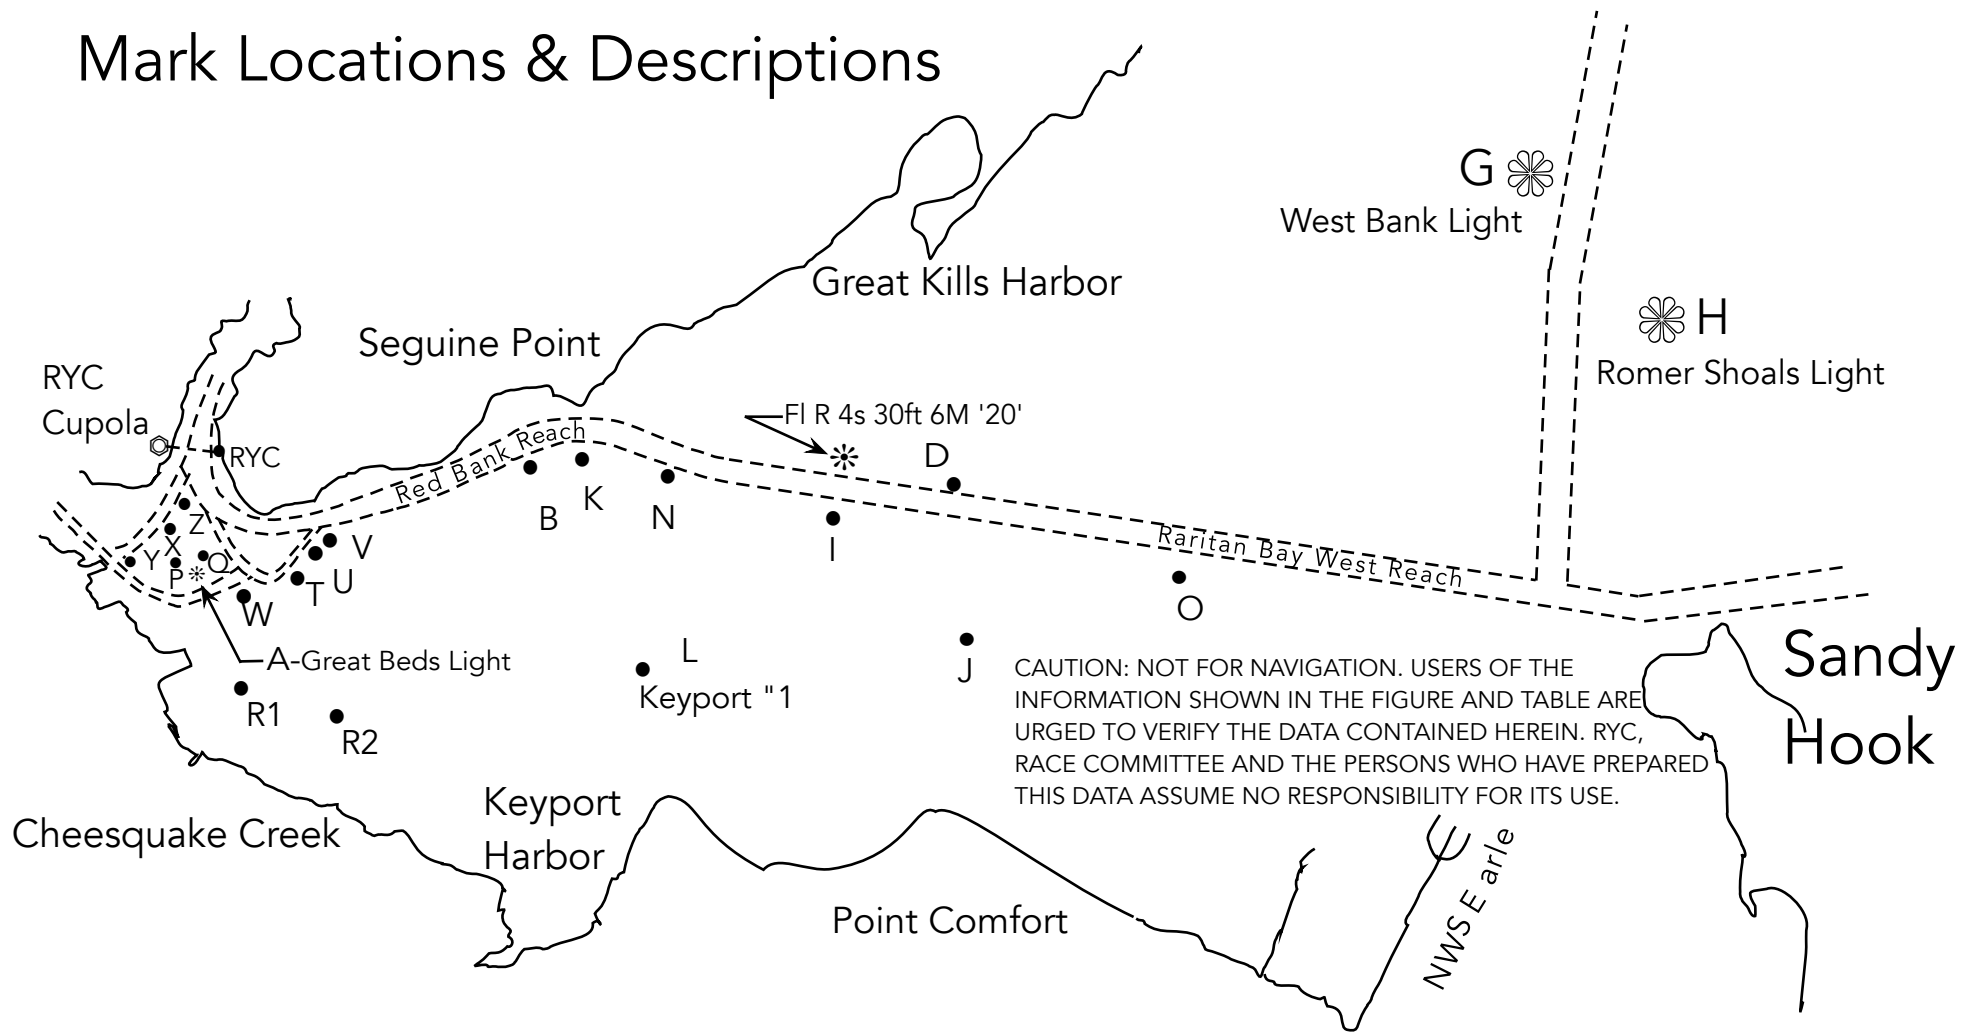 Mark Locations & Descriptions
G
West Bank Light
Great Kills Harbor
H
Romer Shoals Light
Seguine Point
RYC
Cupola
RYC
Fl R 4s 30ft 6M '20'
D
Red Bank Reach
B
K
N
I
Z
X
Y
P
Q
V
U
T
W
Raritan Bay West Reach
O
A-Great Beds Light
L
Keyport "1
J
R1
R2
CAUTION: NOT FOR NAVIGATION. USERS OF THE
INFORMATION SHOWN IN THE FIGURE AND TABLE ARE
URGED TO VERIFY THE DATA CONTAINED HEREIN. RYC,
RACE COMMITTEE AND THE PERSONS WHO HAVE PREPARED
THIS DATA ASSUME NO RESPONSIBILITY FOR ITS USE.
Sandy
Hook
Keyport
Harbor
Cheesquake Creek
Point Comfort
NWS E arle